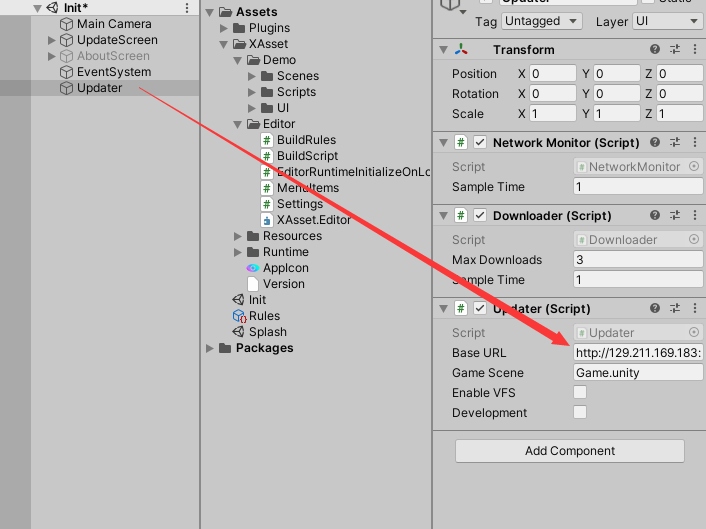 Init*
Main Camera
UpdateScreen
AboutScreen
EventSystem
Updater
Assets
Plugins
XAsset
Demo
Scenes
Scripts
UI
Editor
BuildRules
BuildScript
EditorRuntimeInitializeOnLo
MenuItems
Settings
XAsset.Editor
Resources
Runtime
AppIcon
Version
Init
Rules
Splash
Packages
Tag Untagged Layer UI
Transform
Position X 0 Y 0 Z 0
Rotation X 0 Y 0 Z 0
Scale X 1 Y 1 Z 1
Network Monitor (Script)
Script NetworkMonitor
Sample Time 1
Downloader (Script)
Script Downloader
Max Downloads 3
Sample Time 1
Updater (Script)
Script Updater
Base URL http://129.211.169.183:
Game Scene Game.unity
Enable VFS
Development
Add Component